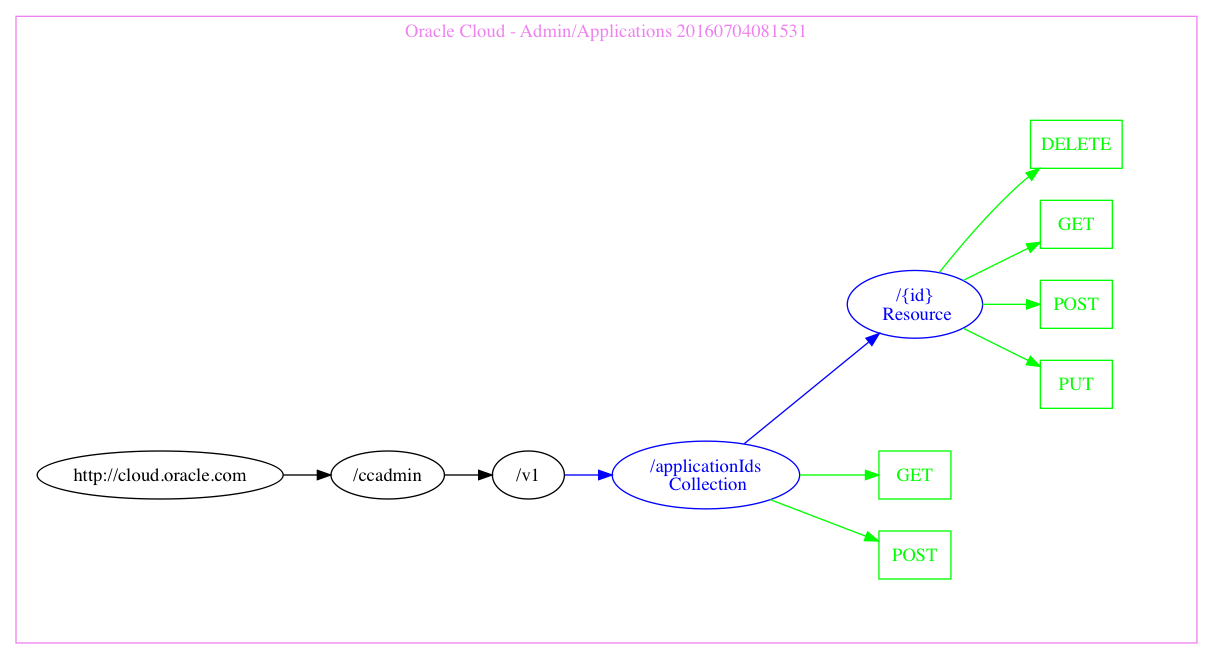 Oracle Cloud - Admin/Applications 20160704081531
DELETE
GET
/{id}
Resource
POST
PUT
http://cloud.oracle.com
/ccadmin
/v1
/applicationIds
Collection
GET
POST